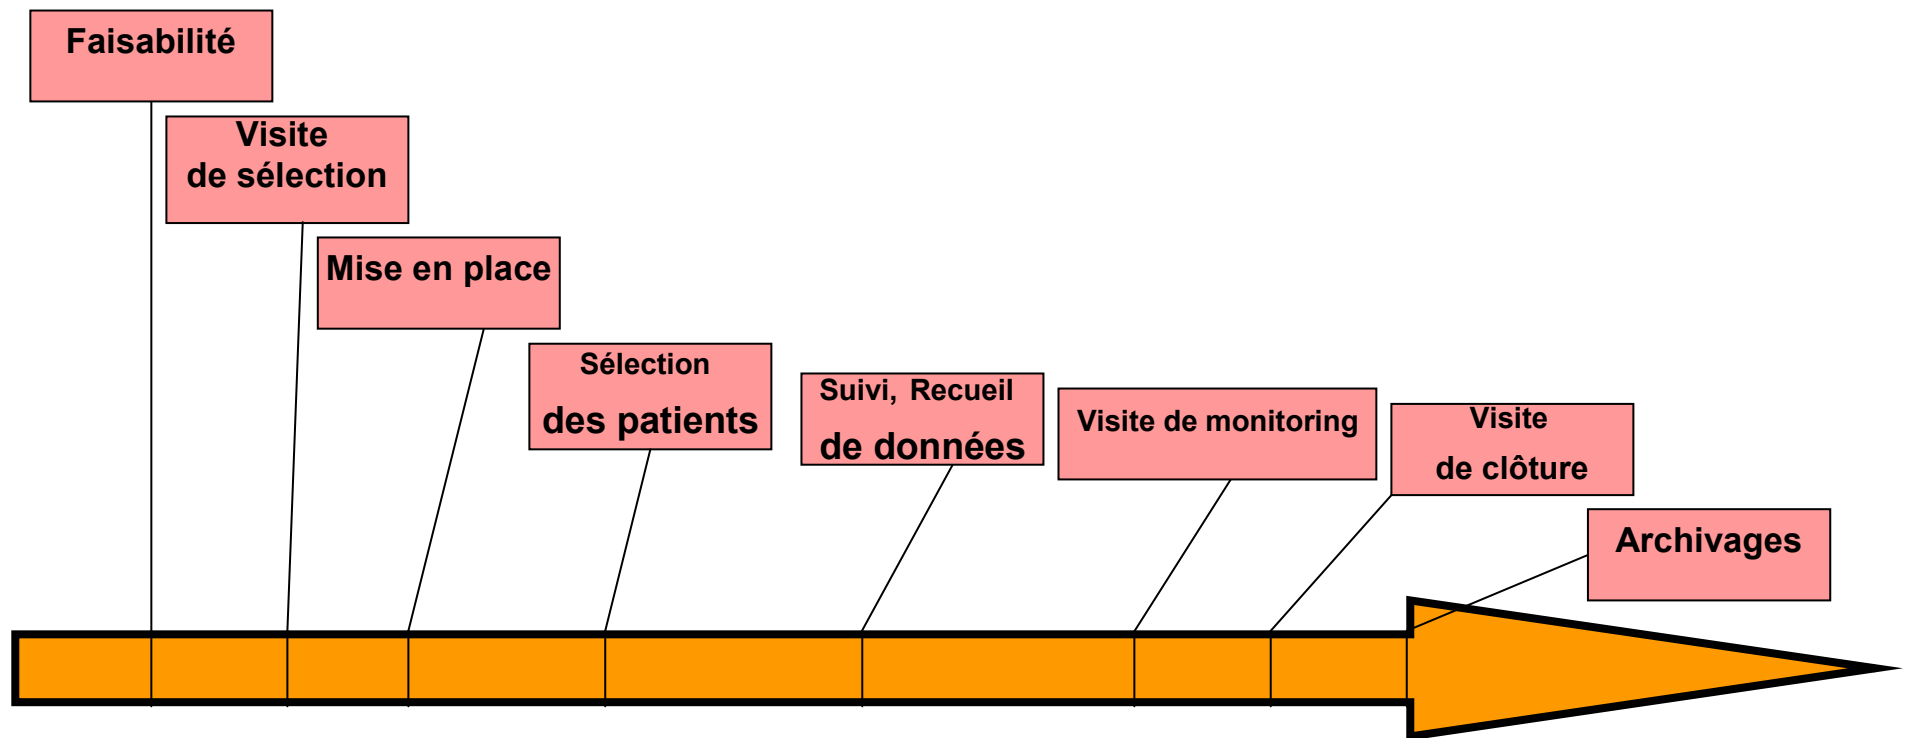 Faisabilité
Visite
de sélection
Mise en place
Sélection
des patients
Suivi, Recueil
de données
Visite de monitoring
Visite
de clôture
Archivages